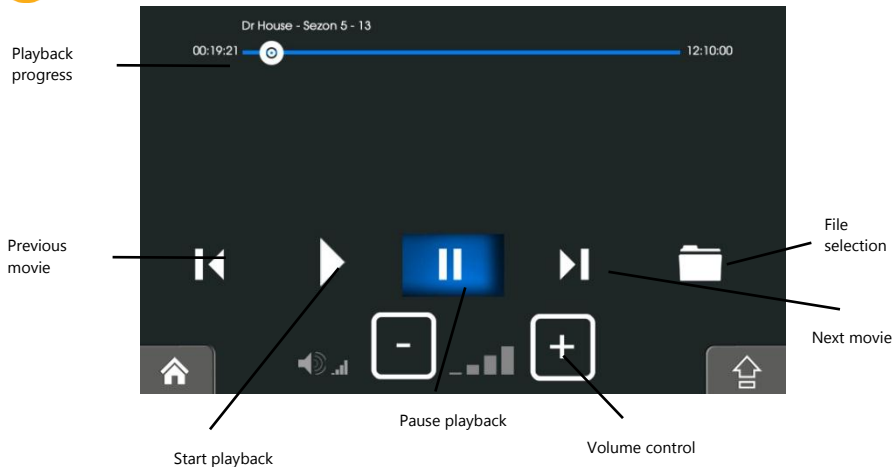 Dr House - Sezon 5 - 13
00:19:21
12:10:00
Playback
progress
Previous
movie
File
selection
Next movie
-
+
Pause playback
Volume control
Start playback